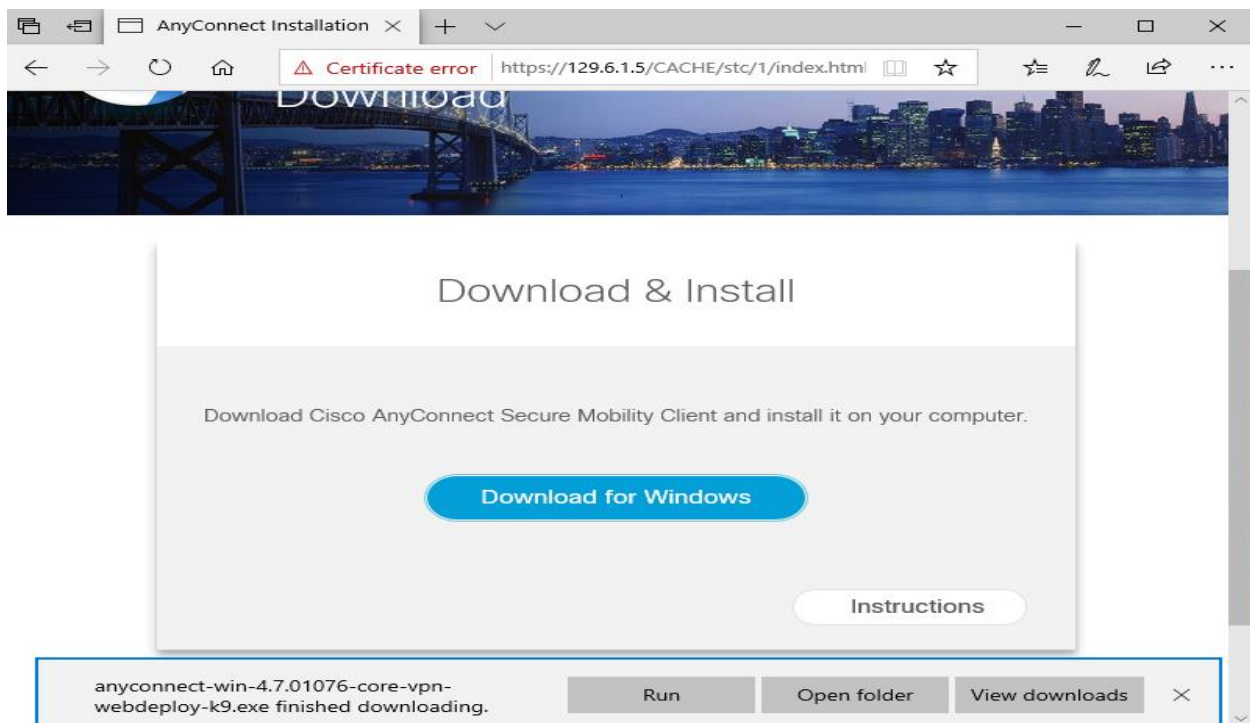 AnyConnect Installation
Certificate error https://129.6.1.5/CACHE/stc/1/index.html
Download
Download & Install
Download Cisco AnyConnect Secure Mobility Client and install it on your computer.
Download for Windows
Instructions
anyconnect-win-4.7.01076-core-vpn-
webdeploy-k9.exe finished downloading.
Run Open folder View downloads